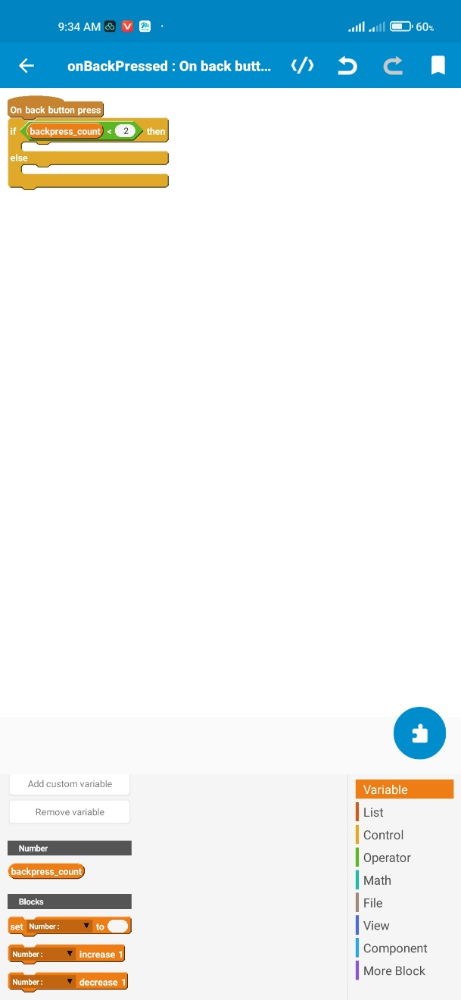 9:34 AM
60%
onBackPressed : On back butt...
On back button press
if backpress_count < 2 then
else
Add custom variable
Remove variable
Number
backpress_count
Blocks
set Number: to
Number: increase 1
Number: decrease 1
Variable
List
Control
Operator
Math
File
View
Component
More Block